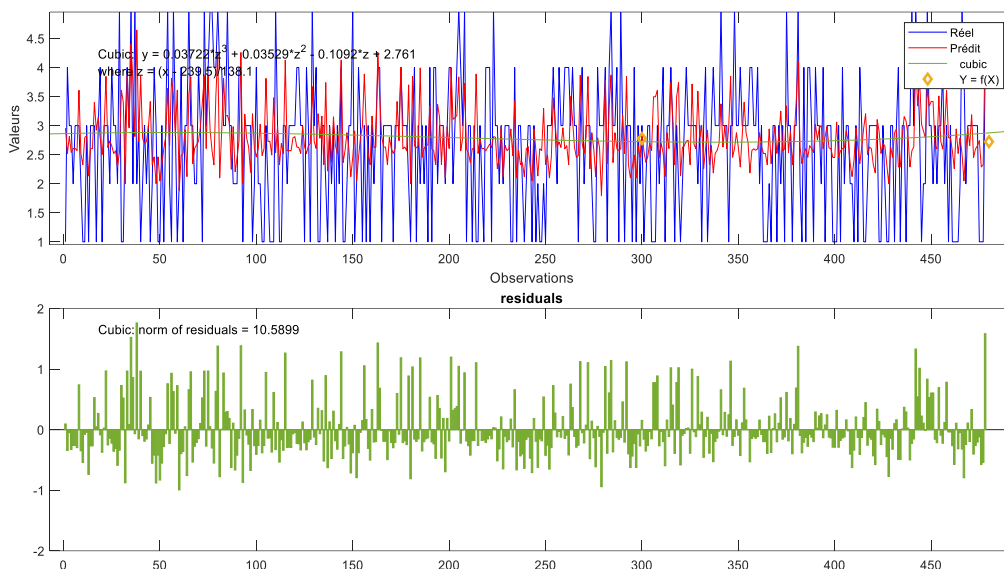 4.5
4
3.5
3
2.5
2
1.5
1
Valeurs
Cubic: y = 0.03722*z^3 + 0.03529*z^2 - 0.1092*z + 2.761
where z = (x - 239.5)/138.1
Réel
Prédit
cubic
Y = f(X)
0 50 100 150 200 250 300 350 400 450
Observations
residuals
2
1
0
-1
-2
Cubic: norm of residuals = 10.5899
0 50 100 150 200 250 300 350 400 450